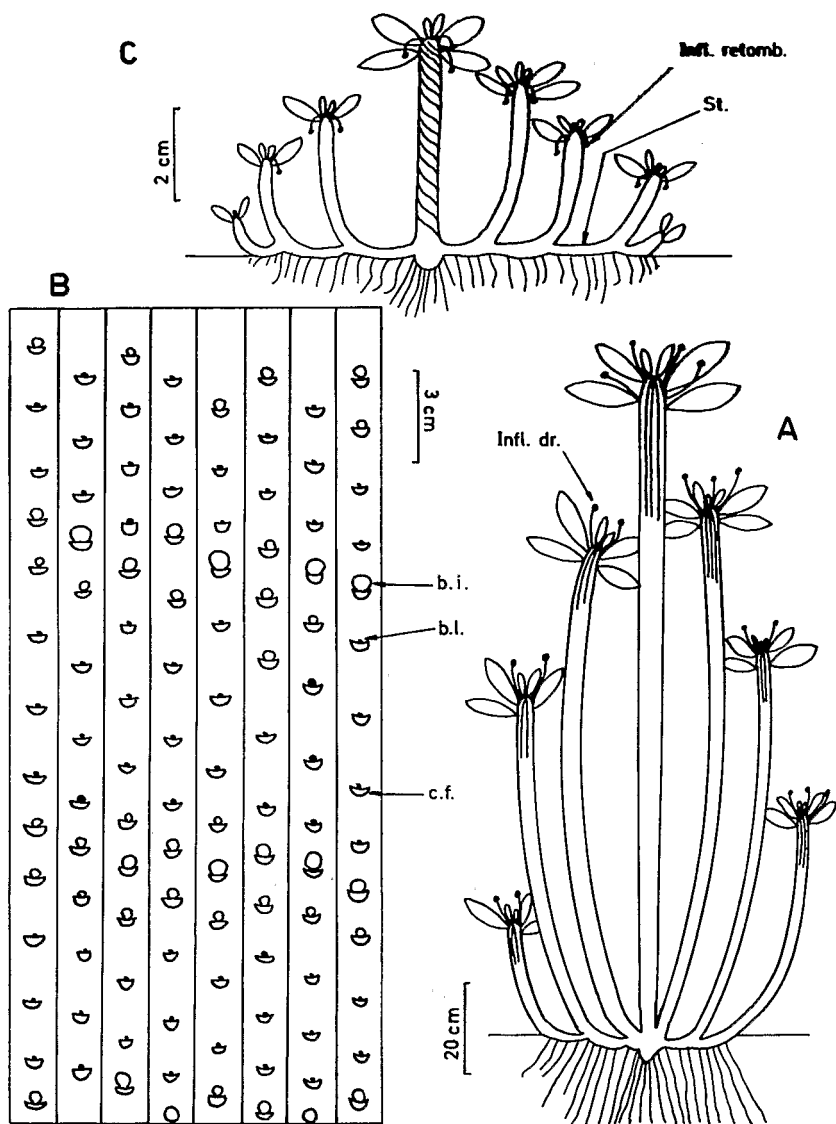 C
Infl. retomb.
St.
2 cm
B
3 cm
A
Infl. dr.
b.i.
b.l.
c.f.
20 cm